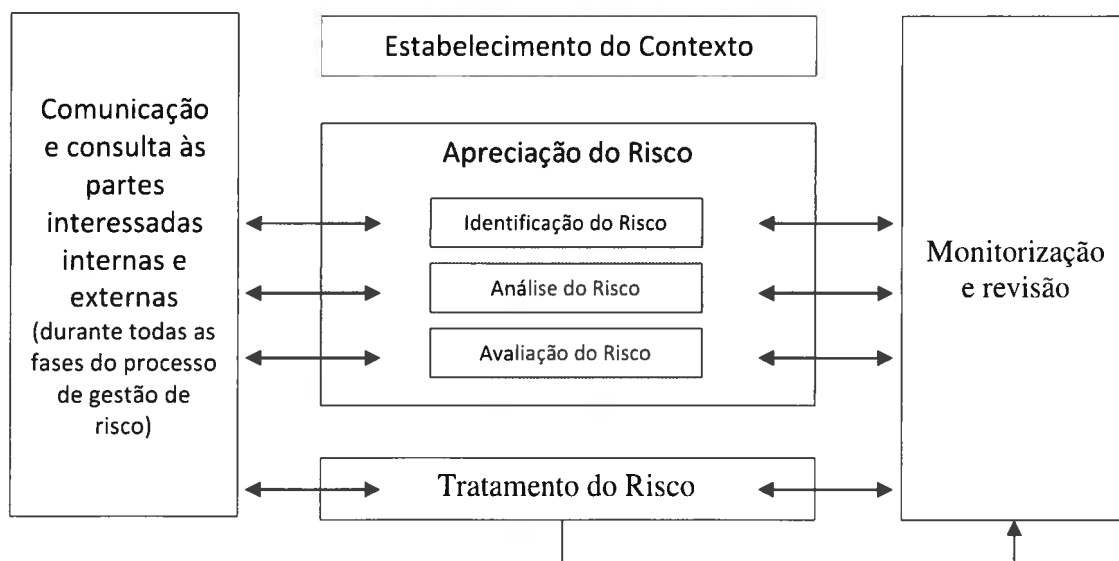 Estabelecimento do Contexto
Comunicação
e consulta às
partes
interessadas
internas e
externas
(durante todas as
fases do processo
de gestão de
risco)
Apreciação do Risco
Identificação do Risco
Análise do Risco
Avaliação do Risco
Tratamento do Risco
Monitorização
e revisão